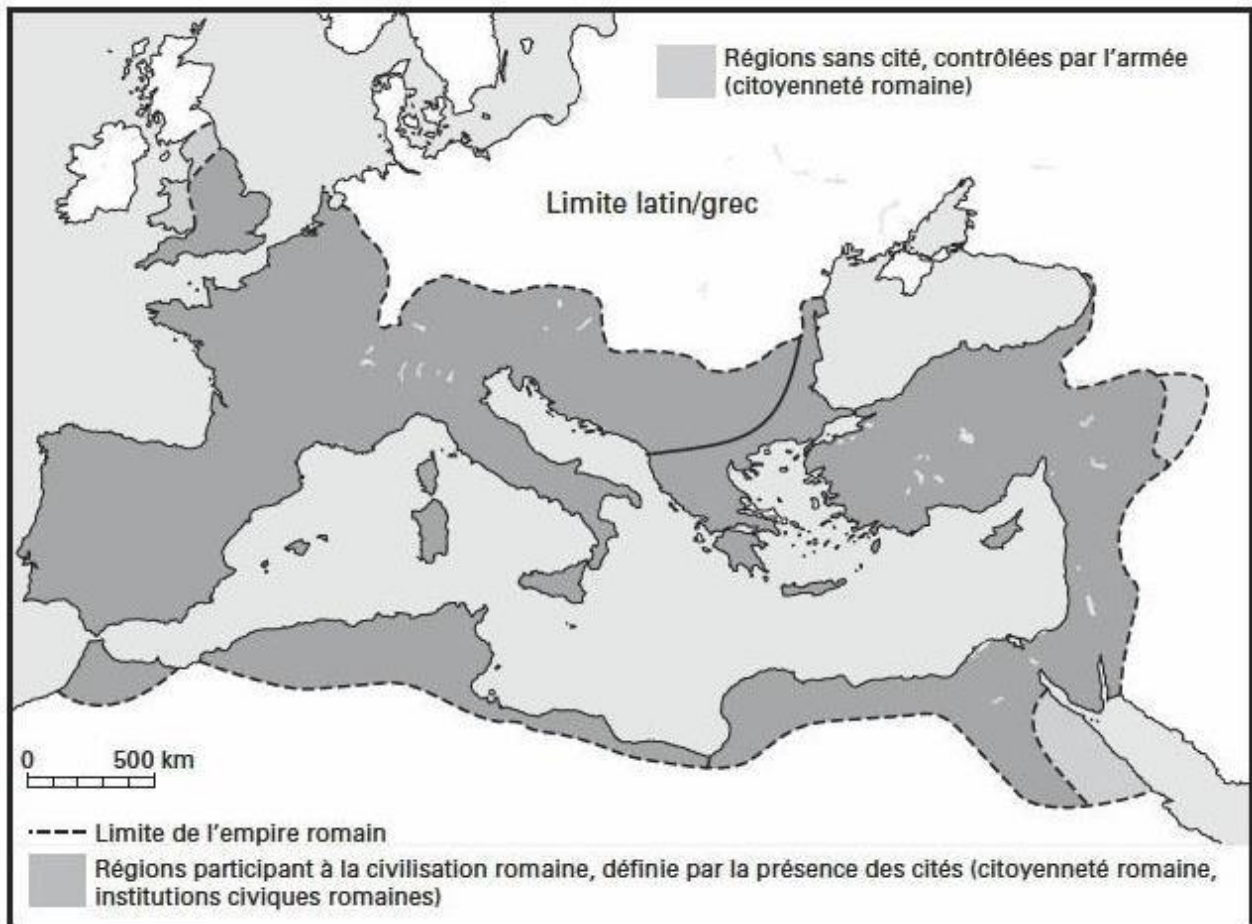 Régions sans cité, contrôlées par l'armée
(citoyenneté romaine)
Limite latin/grec
0 500 km
Limite de l'empire romain
Régions participant à la civilisation romaine, définie par la présence des cités (citoyenneté romaine,
institutions civiques romaines)